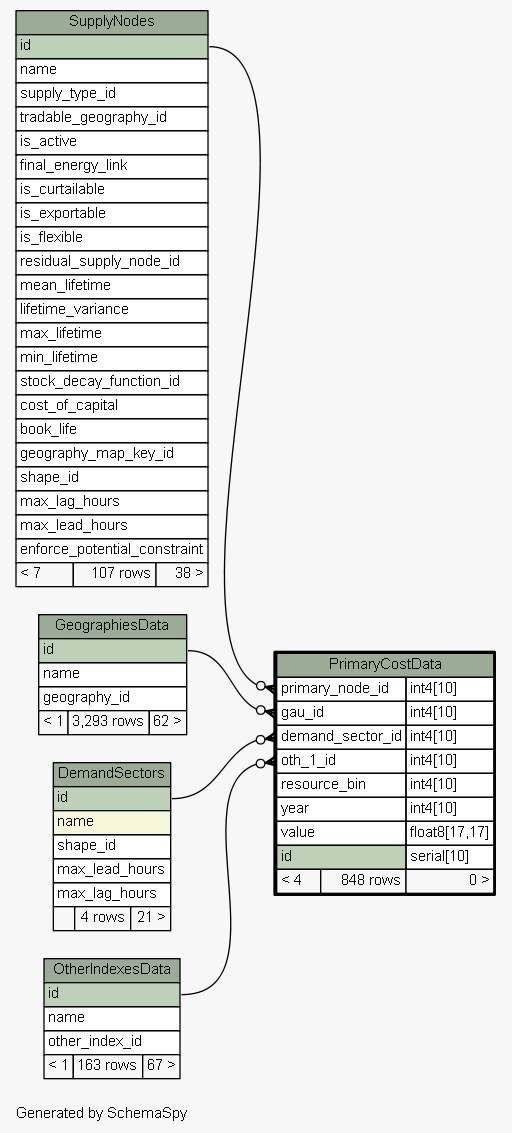 SupplyNodes
id
name
supply_type_id
tradable_geography_id
is_active
final_energy_link
is_curtailable
is_exportable
is_flexible
residual_supply_node_id
mean_lifetime
lifetime_variance
max_lifetime
min_lifetime
stock_decay_function_id
cost_of_capital
book_life
geography_map_key_id
shape_id
max_lag_hours
max_lead_hours
enforce_potential_constraint
< 7 107 rows 38 >
GeographiesData
id
name
geography_id
< 1 3,293 rows 62 >
DemandSectors
id
name
shape_id
max_lead_hours
max_lag_hours
4 rows 21 >
OtherIndexesData
id
name
other_index_id
< 1 163 rows 67 >
PrimaryCostData
primary_node_id int4[10]
gau_id int4[10]
demand_sector_id int4[10]
oth_1_id int4[10]
resource_bin int4[10]
year int4[10]
value float8[17,17]
id serial[10]
< 4 848 rows 0 >
Generated by SchemaSpy